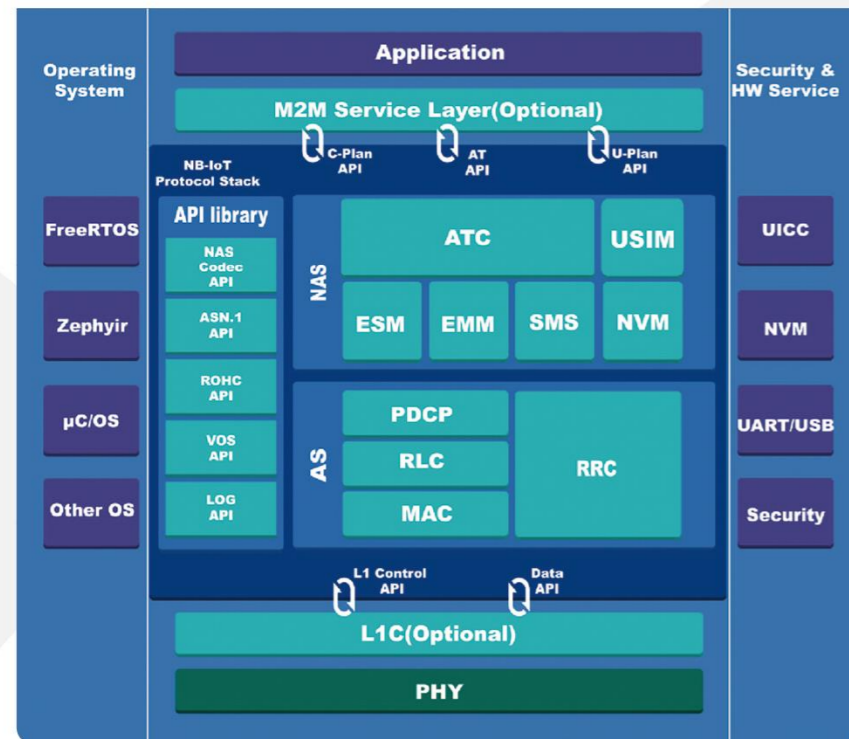 Operating
System
FreeRTOS
Zephyir
µC/OS
Other OS
Application
M2M Service Layer(Optional)
C-Plan
API
AT
API
U-Plan
API
NB-IoT
Protocol Stack
API library
NAS
Codec
API
ASN.1
API
ROHC
API
VOS
API
LOG
API
NAS
ATC
USIM
ESM
EMM
SMS
NVM
AS
PDCP
RLC
MAC
RRC
L1 Control
API
Data
API
L1C(Optional)
PHY
Security &
HW Service
UICC
NVM
UART/USB
Security